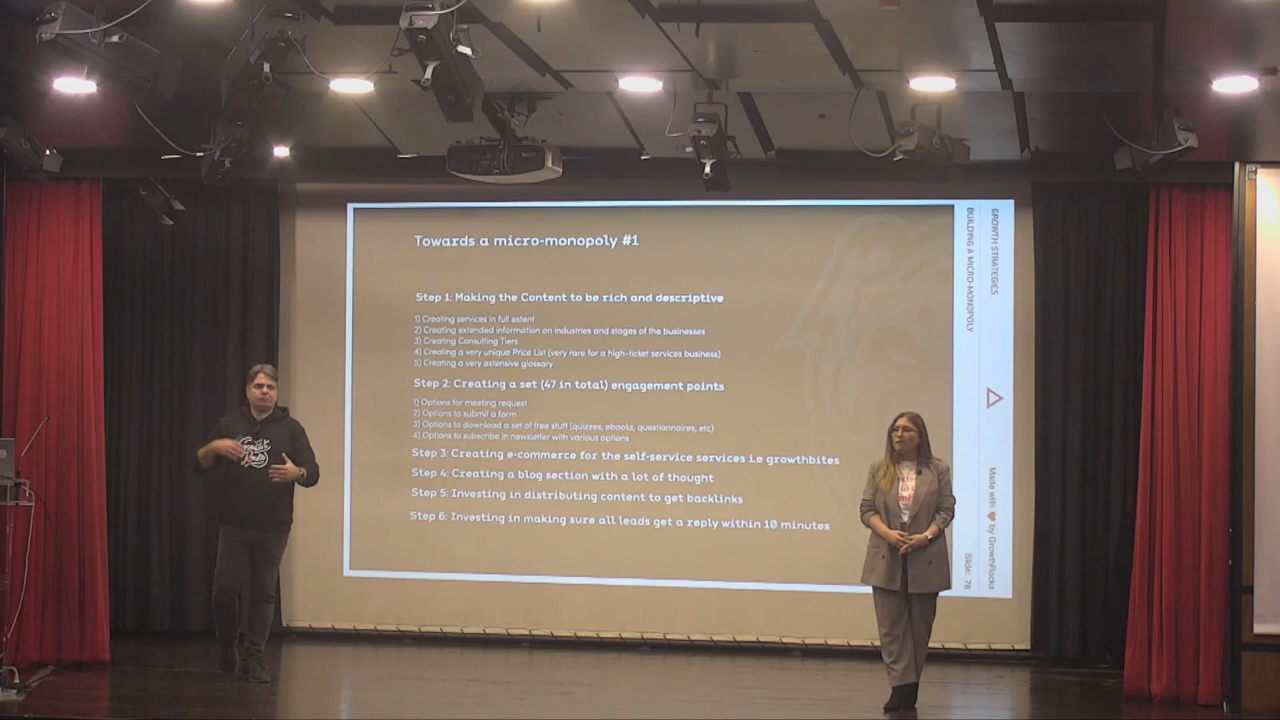 Towards a micro-monopoly #1
Step 1: Making the Content to be rich and descriptive
1) Creating services in full extent
2) Creating extended information on industries and stages of the businesses
3) Creating Consulting Tiers
4) Creating a very unique Price List (very rare for a high-ticket services business)
5) Creating a very extensive glossary
Step 2: Creating a set (47 in total) engagement points
1) Options for meeting request
2) Options to submit a form
3) Options to download a set of free stuff (quizzes, ebooks, questionnaires, etc)
4) Options to subscribe in newsletter with various options
Step 3: Creating e-commerce for the self-service services i.e growthbites
Step 4: Creating a blog section with a lot of thought
Step 5: Investing in distributing content to get backlinks
Step 6: Investing in making sure all leads get a reply within 10 minutes
GROWTH STRATEGIES
BUILDING A MICRO-MONOPOLY
Made with ❤ by GrowthRocks
Slide: 76